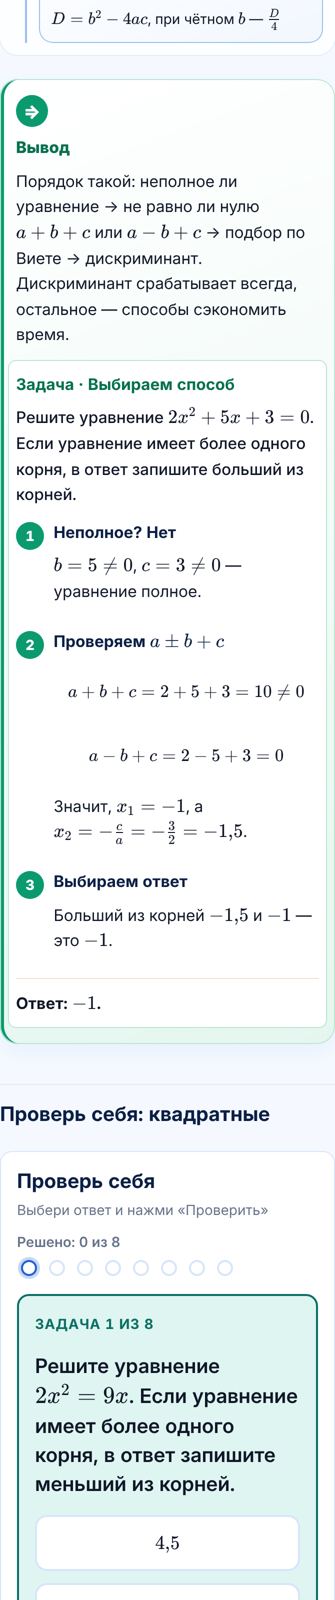 D = b² − 4ac, при чётном b — D/4
Вывод
Порядок такой: неполное ли
уравнение → не равно ли нулю
a + b + c или a − b + c → подбор по
Виете → дискриминант.
Дискриминант срабатывает всегда,
остальное — способы сэкономить
время.
Задача · Выбираем способ
Решите уравнение 2x² + 5x + 3 = 0.
Если уравнение имеет более одного
корня, в ответ запишите больший из
корней.
1 Неполное? Нет
b = 5 ≠ 0, c = 3 ≠ 0 —
уравнение полное.
2 Проверяем a ± b + c
a + b + c = 2 + 5 + 3 = 10 ≠ 0
a − b + c = 2 − 5 + 3 = 0
Значит, x₁ = −1, а
x₂ = −c/a = −3/2 = −1,5.
3 Выбираем ответ
Больший из корней −1,5 и −1 —
это −1.
Ответ: −1.
Проверь себя: квадратные
Проверь себя
Выбери ответ и нажми «Проверить»
Решено: 0 из 8
ЗАДАЧА 1 ИЗ 8
Решите уравнение
2x² = 9x. Если уравнение
имеет более одного
корня, в ответ запишите
меньший из корней.
4,5